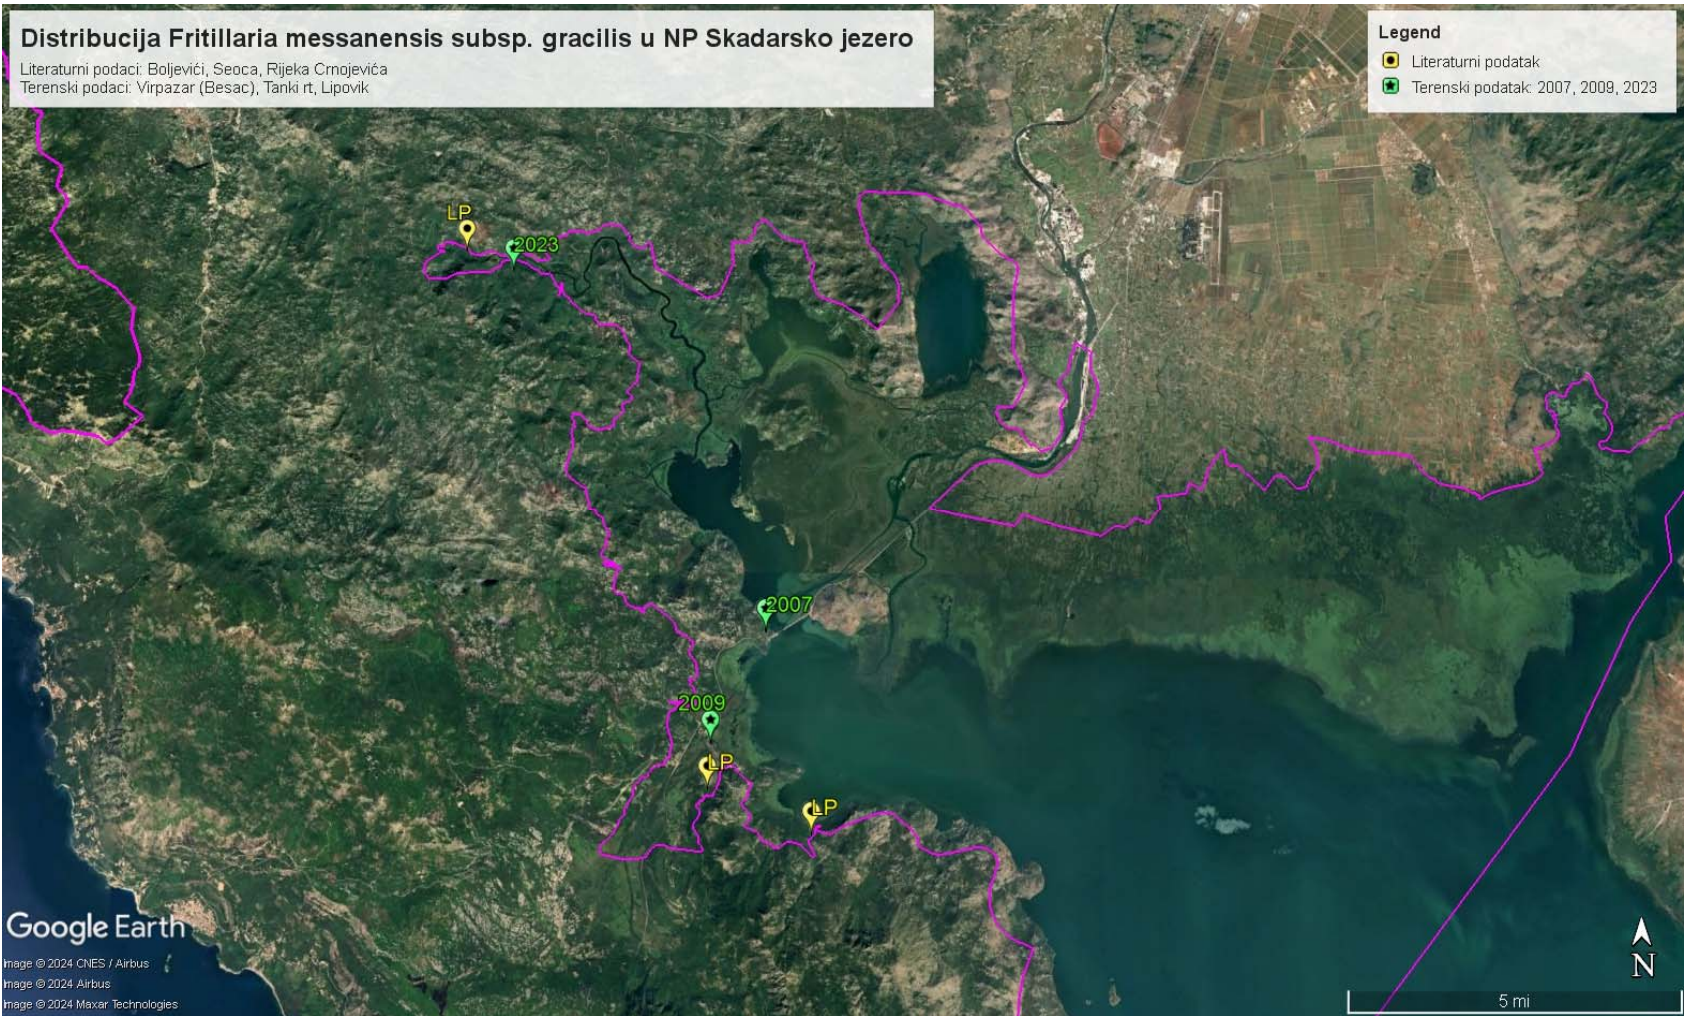 Distribucija Fritillaria messanensis subsp. gracilis u NP Skadarsko jezero
Literaturni podaci: Boljevići, Seoca, Rijeka Crnojevića
Terenski podaci: Virpazar (Besac), Tanki rt, Lipovik
Legend
Literaturni podatak
Terenski podatak: 2007, 2009, 2023
LP
2023
2007
2009
LP
LP
Google Earth
Image © 2024 CNES / Airbus
Image © 2024 Airbus
Image © 2024 Maxar Technologies
N
5 mi